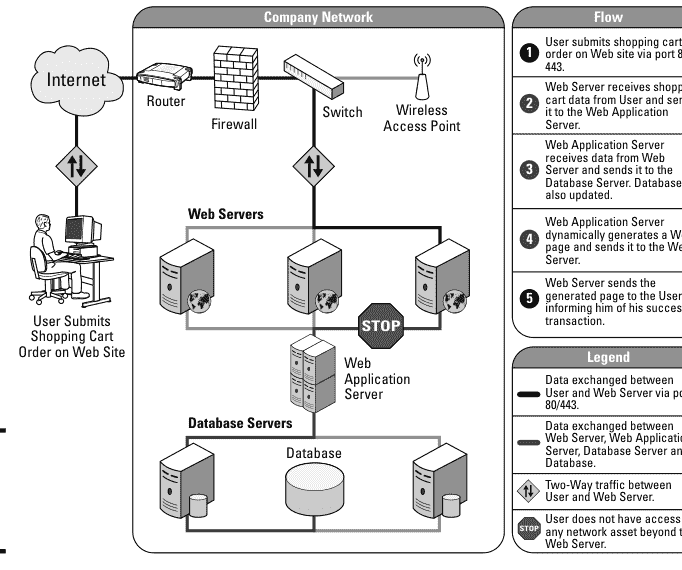 Company Network
Internet
Router
Firewall
Switch
Wireless
Access Point
Web Servers
User Submits
Shopping Cart
Order on Web Site
STOP
Web
Application
Server
Database Servers
Database
Flow
1 User submits shopping cart
order on Web site via port
443.
2 Web Server receives
cart data from User and
it to the Web Application
Server.
3 Web Application Server
receives data from Web
Server and sends it to the
Database Server. Database
also updated.
4 Web Application Server
dynamically generates a
page and sends it to the
Server.
5 Web Server sends the
generated page to the User
informing him of his
transaction.
Legend
Data exchanged between
User and Web Server via
80/443.
Data exchanged between
Web Server, Web
Server, Database Server
Database.
Two-Way traffic between
User and Web Server.
STOP
User does not have access
any network asset beyond
Web Server.